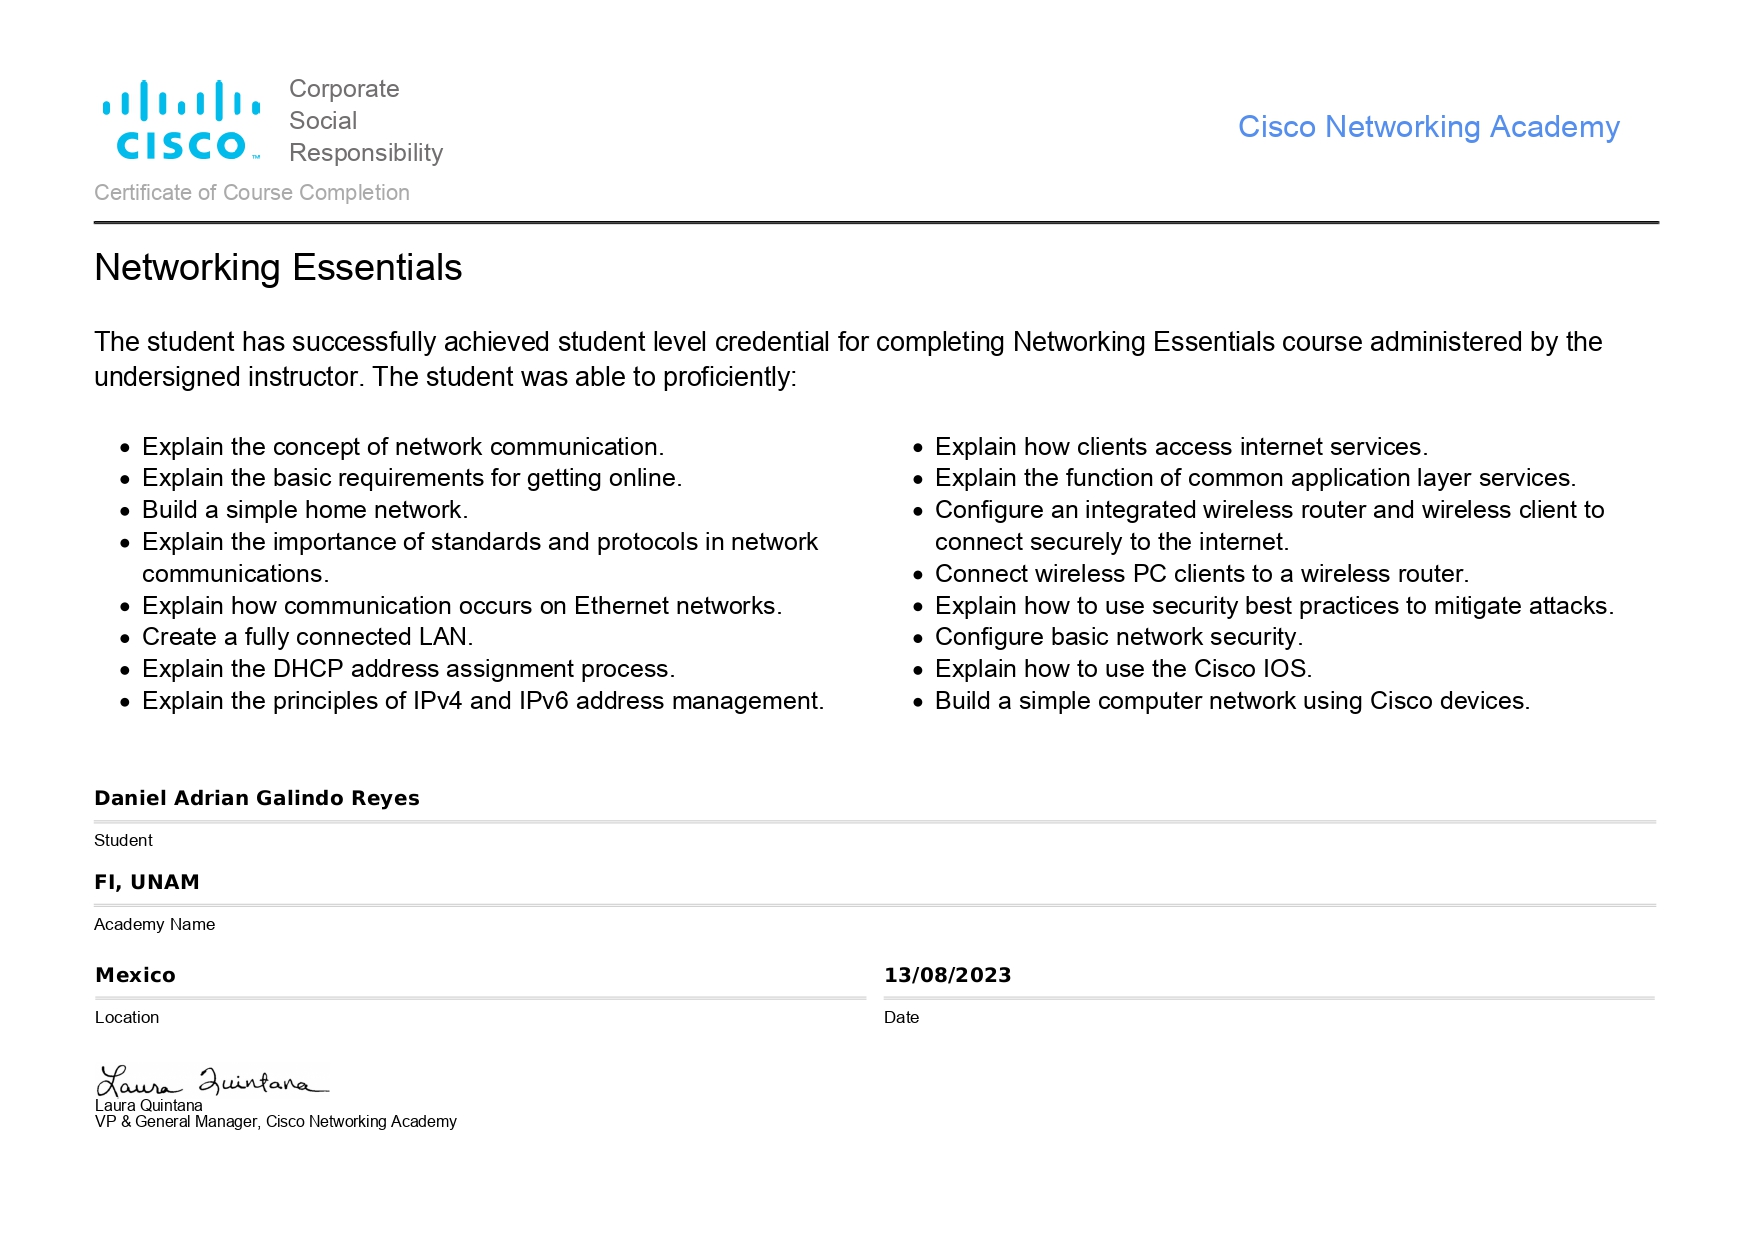 CISCO
™
Corporate
Social
Responsibility
Cisco Networking Academy
Certificate of Course Completion
Networking Essentials
The student has successfully achieved student level credential for completing Networking Essentials course administered by the
undersigned instructor. The student was able to proficiently:
• Explain the concept of network communication.
• Explain the basic requirements for getting online.
• Build a simple home network.
• Explain the importance of standards and protocols in network
communications.
• Explain how communication occurs on Ethernet networks.
• Create a fully connected LAN.
• Explain the DHCP address assignment process.
• Explain the principles of IPv4 and IPv6 address management.
• Explain how clients access internet services.
• Explain the function of common application layer services.
• Configure an integrated wireless router and wireless client to
connect securely to the internet.
• Connect wireless PC clients to a wireless router.
• Explain how to use security best practices to mitigate attacks.
• Configure basic network security.
• Explain how to use the Cisco IOS.
• Build a simple computer network using Cisco devices.
Daniel Adrian Galindo Reyes
Student
FI, UNAM
Academy Name
Mexico
Location
13/08/2023
Date
Laura Quintana
Laura Quintana
VP & General Manager, Cisco Networking Academy